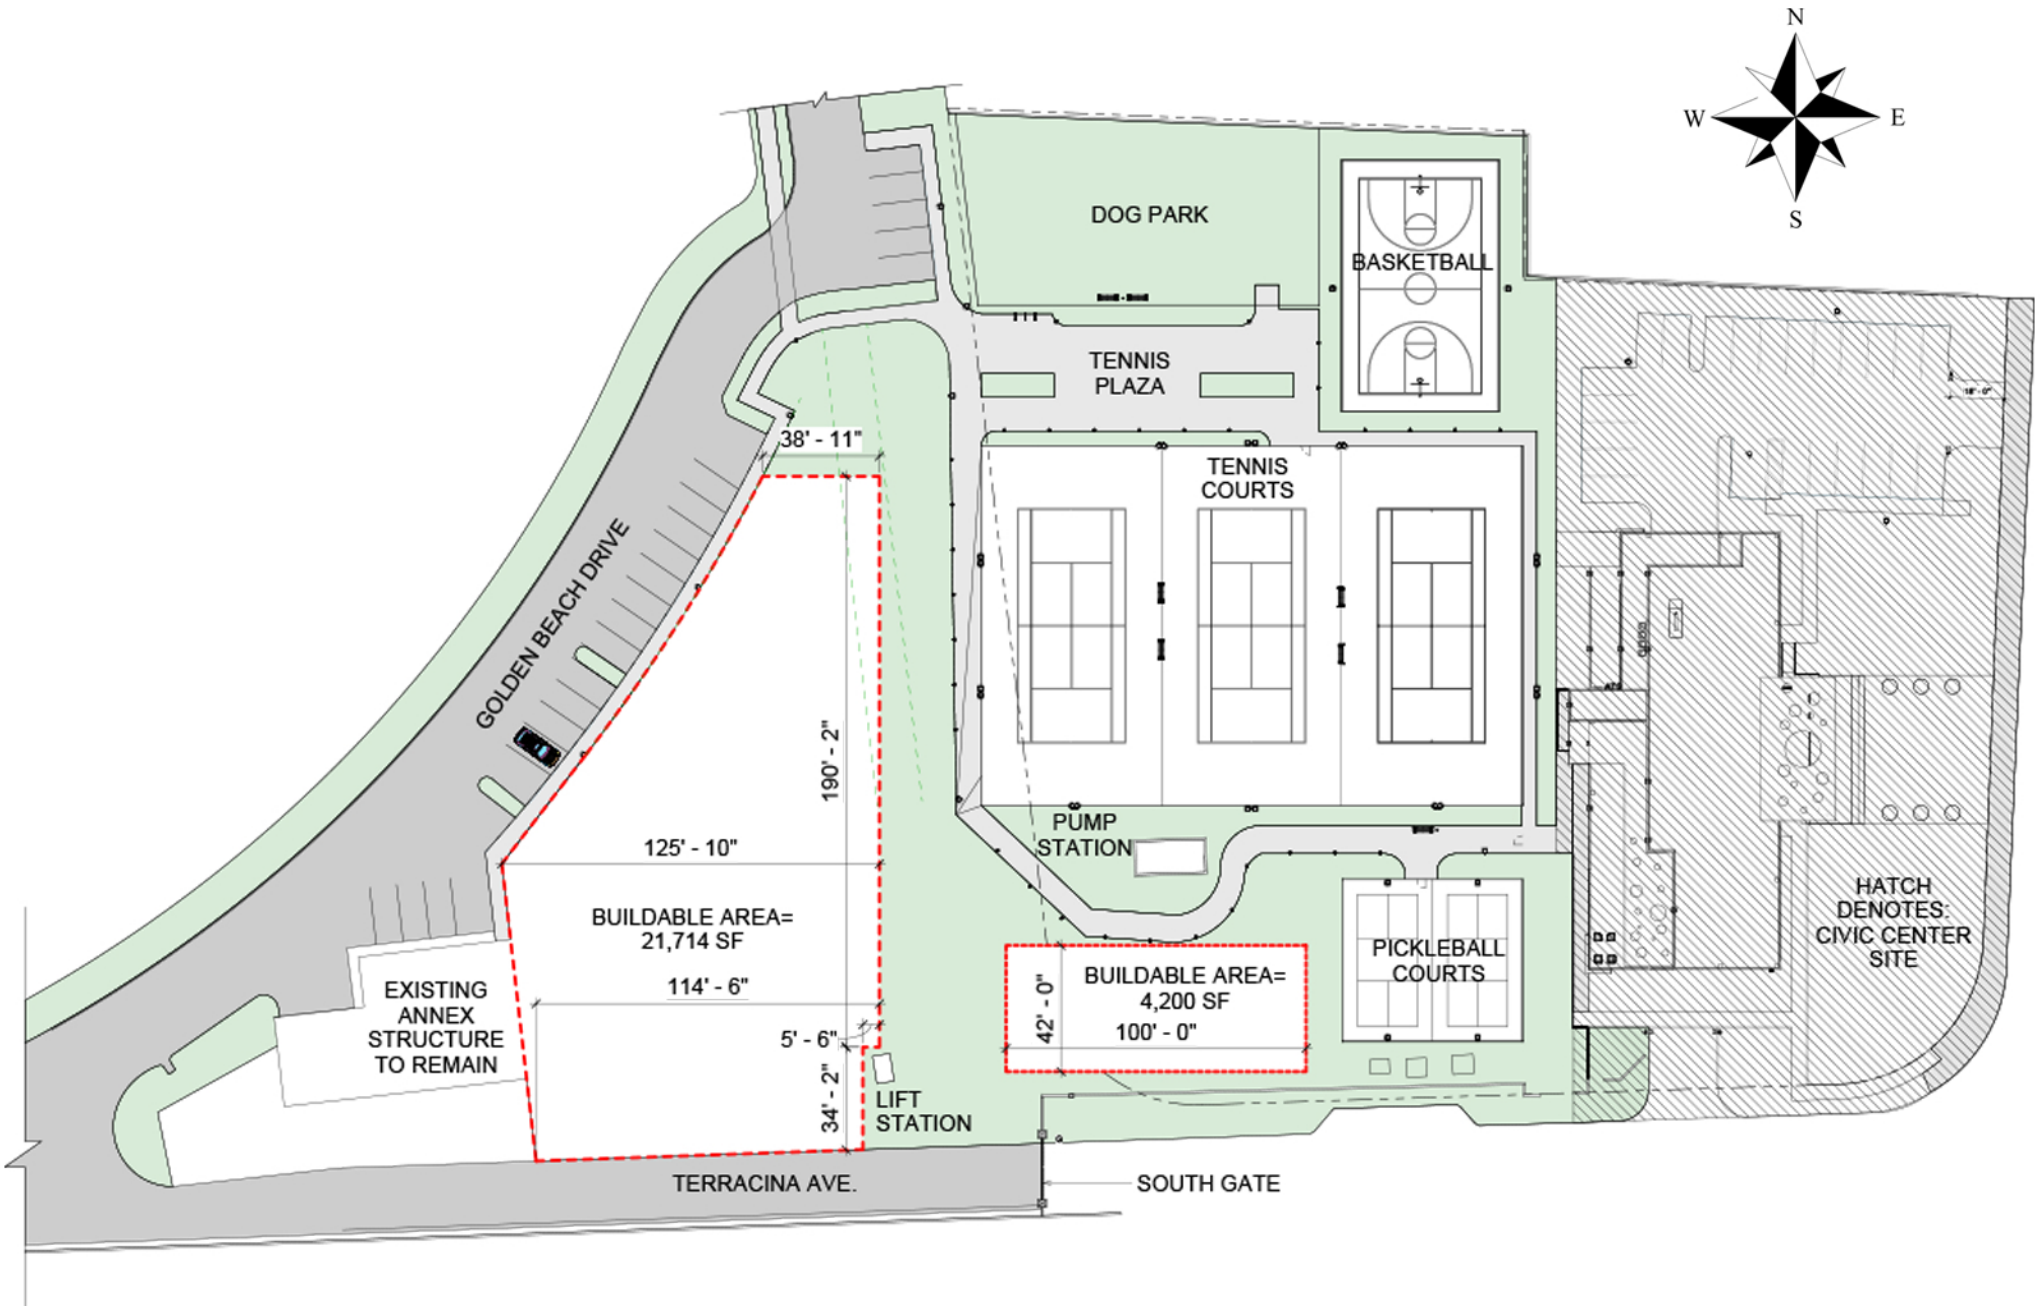 N
W
E
S
DOG PARK
BASKETBALL
TENNIS
PLAZA
38' - 11"
TENNIS
COURTS
GOLDEN BEACH DRIVE
190' - 2"
125' - 10"
BUILDABLE AREA=
21,714 SF
114' - 6"
5' - 6"
34' - 2"
EXISTING
ANNEX
STRUCTURE
TO REMAIN
LIFT
STATION
PUMP
STATION
BUILDABLE AREA=
4,200 SF
42' - 0"
100' - 0"
PICKLEBALL
COURTS
HATCH
DENOTES:
CIVIC CENTER
SITE
TERRACINA AVE.
SOUTH GATE